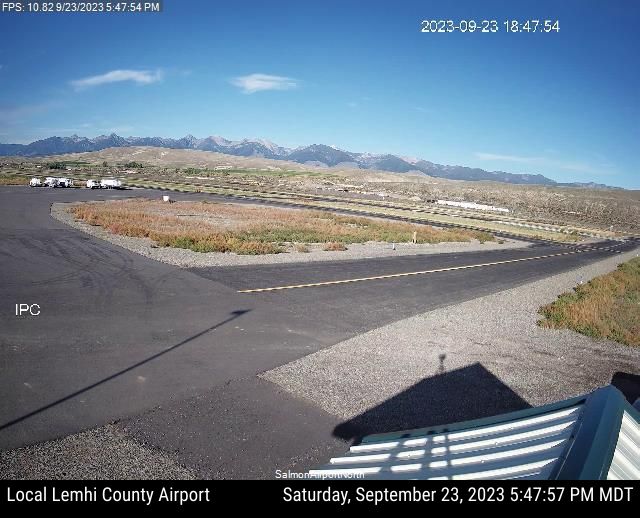 FPS: 10.82 9/23/2023 5:47:54 PM
2023-09-23 18:47:54
IPC
SalmonAirportNorth
Local Lemhi County Airport Saturday, September 23, 2023 5:47:57 PM MDT